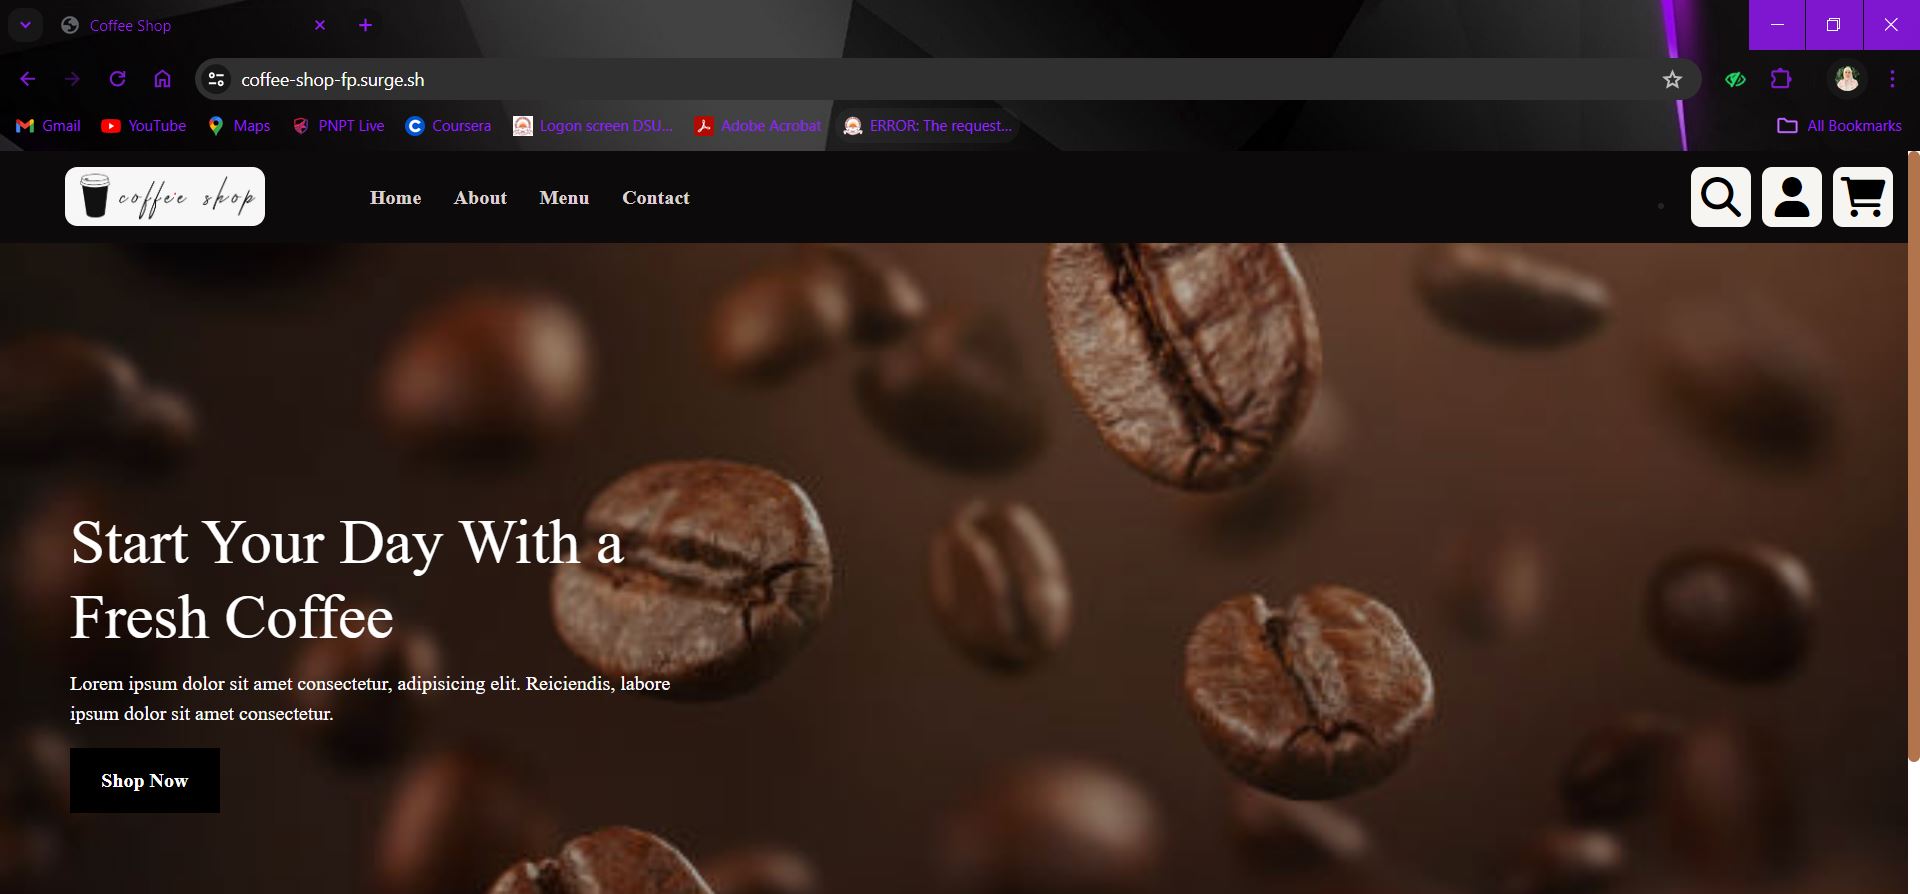 Coffee Shop
coffee-shop-fp.surge.sh
Gmail YouTube Maps PNPT Live Coursera Logon screen DSU... Adobe Acrobat ERROR: The request... All Bookmarks
coffee shop
Home About Menu Contact
Start Your Day With a
Fresh Coffee
Lorem ipsum dolor sit amet consectetur, adipisicing elit. Reiciendis, labore
ipsum dolor sit amet consectetur.
Shop Now